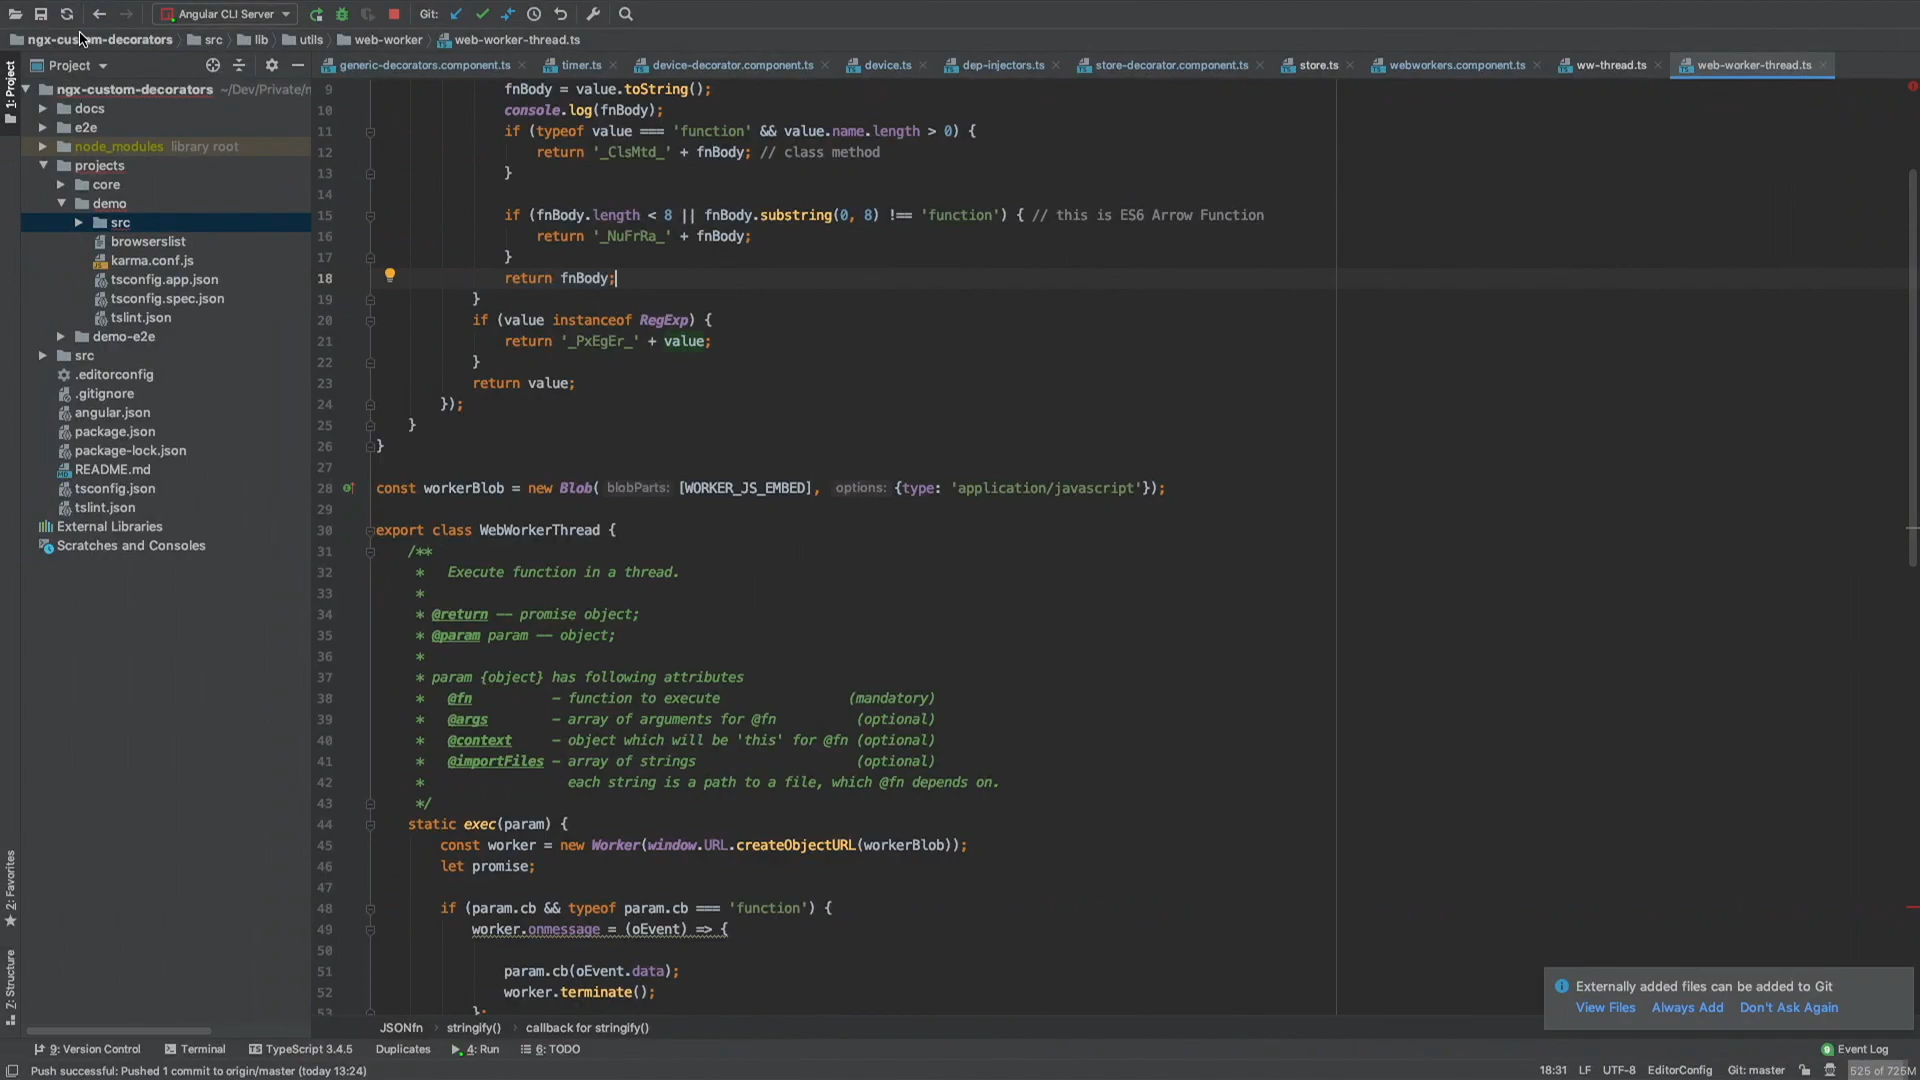 Angular CLI Server
Git:
ngx-custom-decorators
src
lib
utils
web-worker
web-worker-thread.ts
Project
generic-decorators.component.ts
timer.ts
device-decorator.component.ts
device.ts
dep-injectors.ts
store-decorator.component.ts
store.ts
webworkers.component.ts
ww-thread.ts
web-worker-thread.ts
1: Project
2: Favorites
Z: Structure
ngx-custom-decorators ~/Dev/Private/n
docs
e2e
node_modules library root
projects
core
demo
src
browserslist
karma.conf.js
tsconfig.app.json
tsconfig.spec.json
tslint.json
demo-e2e
src
.editorconfig
.gitignore
angular.json
package.json
package-lock.json
README.md
tsconfig.json
tslint.json
External Libraries
Scratches and Consoles
9 fnBody = value.toString();
10 console.log(fnBody);
11 if (typeof value === 'function' && value.name.length > 0) {
12 return '_ClsMtd_' + fnBody; // class method
13 }
14
15 if (fnBody.length < 8 || fnBody.substring(0, 8) !== 'function') { // this is ES6 Arrow Function
16 return '_NuFrRa_' + fnBody;
17 }
18 return fnBody;
19 }
20 if (value instanceof RegExp) {
21 return '_PxEgEr_' + value;
22 }
23 return value;
24 });
25 }
26 }
27
28 const workerBlob = new Blob( blobParts: [WORKER_JS_EMBED], options: {type: 'application/javascript'});
29
30 export class WebWorkerThread {
31 /**
32 * Execute function in a thread.
33 *
34 * @return -- promise object;
35 * @param param -- object;
36 *
37 * param {object} has following attributes
38 * @fn - function to execute (mandatory)
39 * @args - array of arguments for @fn (optional)
40 * @context - object which will be 'this' for @fn (optional)
41 * @importFiles - array of strings (optional)
42 * each string is a path to a file, which @fn depends on.
43 */
44 static exec(param) {
45 const worker = new Worker(window.URL.createObjectURL(workerBlob));
46 let promise;
47
48 if (param.cb && typeof param.cb === 'function') {
49 worker.onmessage = (oEvent) => {
50
51 param.cb(oEvent.data);
52 worker.terminate();
53 };
Externally added files can be added to Git
View Files Always Add Don't Ask Again
JSONfn stringify() callback for stringify()
9: Version Control
Terminal
TypeScript 3.4.5
Duplicates
4: Run
6: TODO
9 Event Log
Push successful: Pushed 1 commit to origin/master (today 13:24)
18:31 LF UTF-8 EditorConfig Git: master 525 of 725M